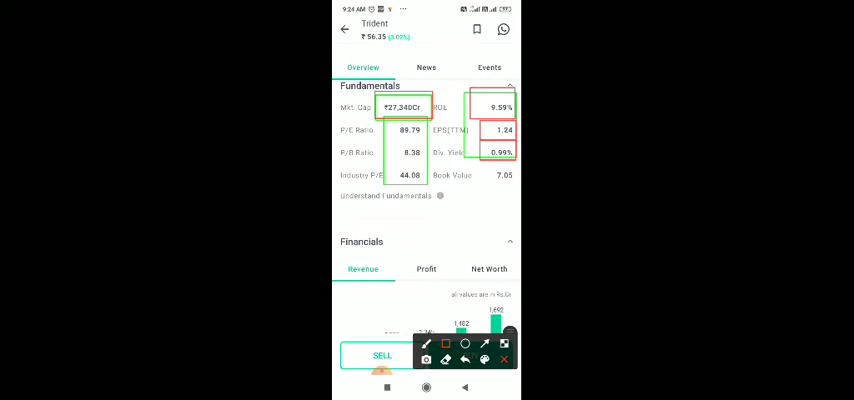 9:24 AM
Trident
₹ 56.35 (3.02%)
Overview News Events
Fundamentals
Mkt. Cap ₹27,340Cr ROE 9.59%
P/E Ratio 89.79 EPS(TTM) 1.24
P/B Ratio 8.38 Div. Yield 0.99%
Industry P/E 44.08 Book Value 7.05
Understand Fundamentals
Financials
Revenue Profit Net Worth
all values are in Rs.Cr
1,692
1,482
SELL